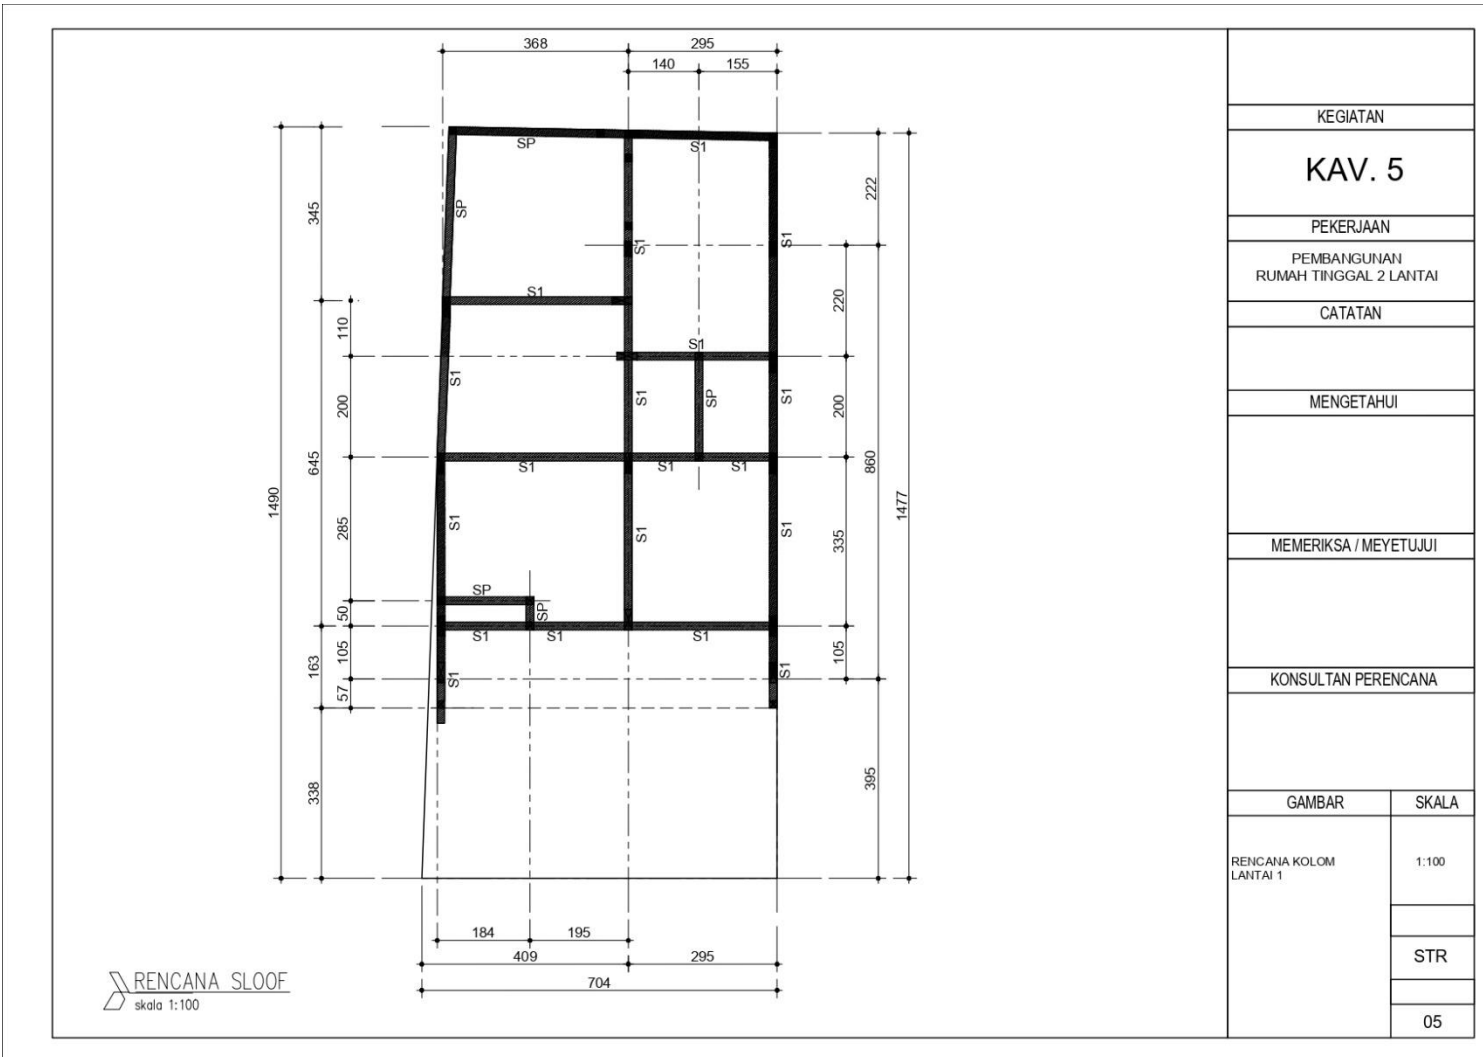 368
295
140
155
SP
S1
SP
S1
S1
S1
S1
S1
S1
SP
S1
S1
S1
S1
S1
S1
S1
SP
SP
S1
S1
S1
S1
S1
345
110
200
645
1490
285
50
105
163
57
338
222
220
200
860
1477
335
105
395
184
195
409
295
704
RENCANA SLOOF
skala 1:100
KEGIATAN
KAV. 5
PEKERJAAN
PEMBANGUNAN
RUMAH TINGGAL 2 LANTAI
CATATAN
MENGETAHUI
MEMERIKSA / MEYETUJUI
KONSULTAN PERENCANA
GAMBAR
SKALA
RENCANA KOLOM
LANTAI 1
1:100
STR
05